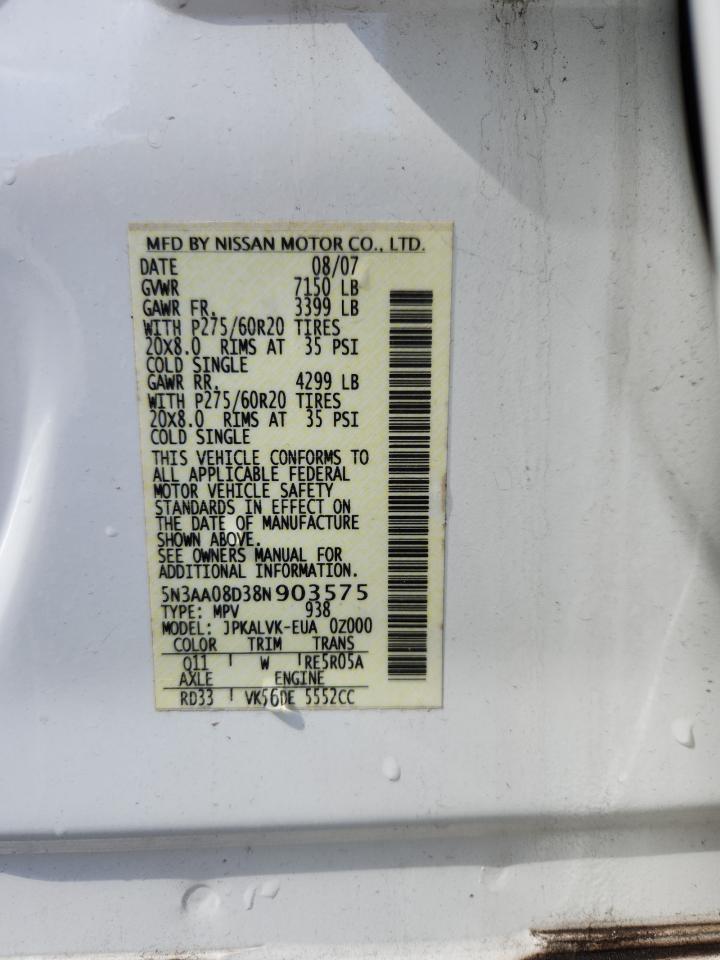 MFD BY NISSAN MOTOR CO., LTD.
DATE 08/07
GVWR 7150 LB
GAWR FR. 3399 LB
WITH P275/60R20 TIRES
20X8.0 RIMS AT 35 PSI
COLD SINGLE
GAWR RR. 4299 LB
WITH P275/60R20 TIRES
20X8.0 RIMS AT 35 PSI
COLD SINGLE
THIS VEHICLE CONFORMS TO
ALL APPLICABLE FEDERAL
MOTOR VEHICLE SAFETY
STANDARDS IN EFFECT ON
THE DATE OF MANUFACTURE
SHOWN ABOVE.
SEE OWNERS MANUAL FOR
ADDITIONAL INFORMATION.
5N3AA08D38N903575
TYPE: MPV 938
MODEL: JPKALVK-EUA 0Z000
COLOR TRIM TRANS
Q11 W RE5R05A
AXLE ENGINE
RD33 VK56DE 5552CC